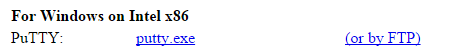 For Windows on Intel x86
PuTTY: putty.exe (or by FTP)